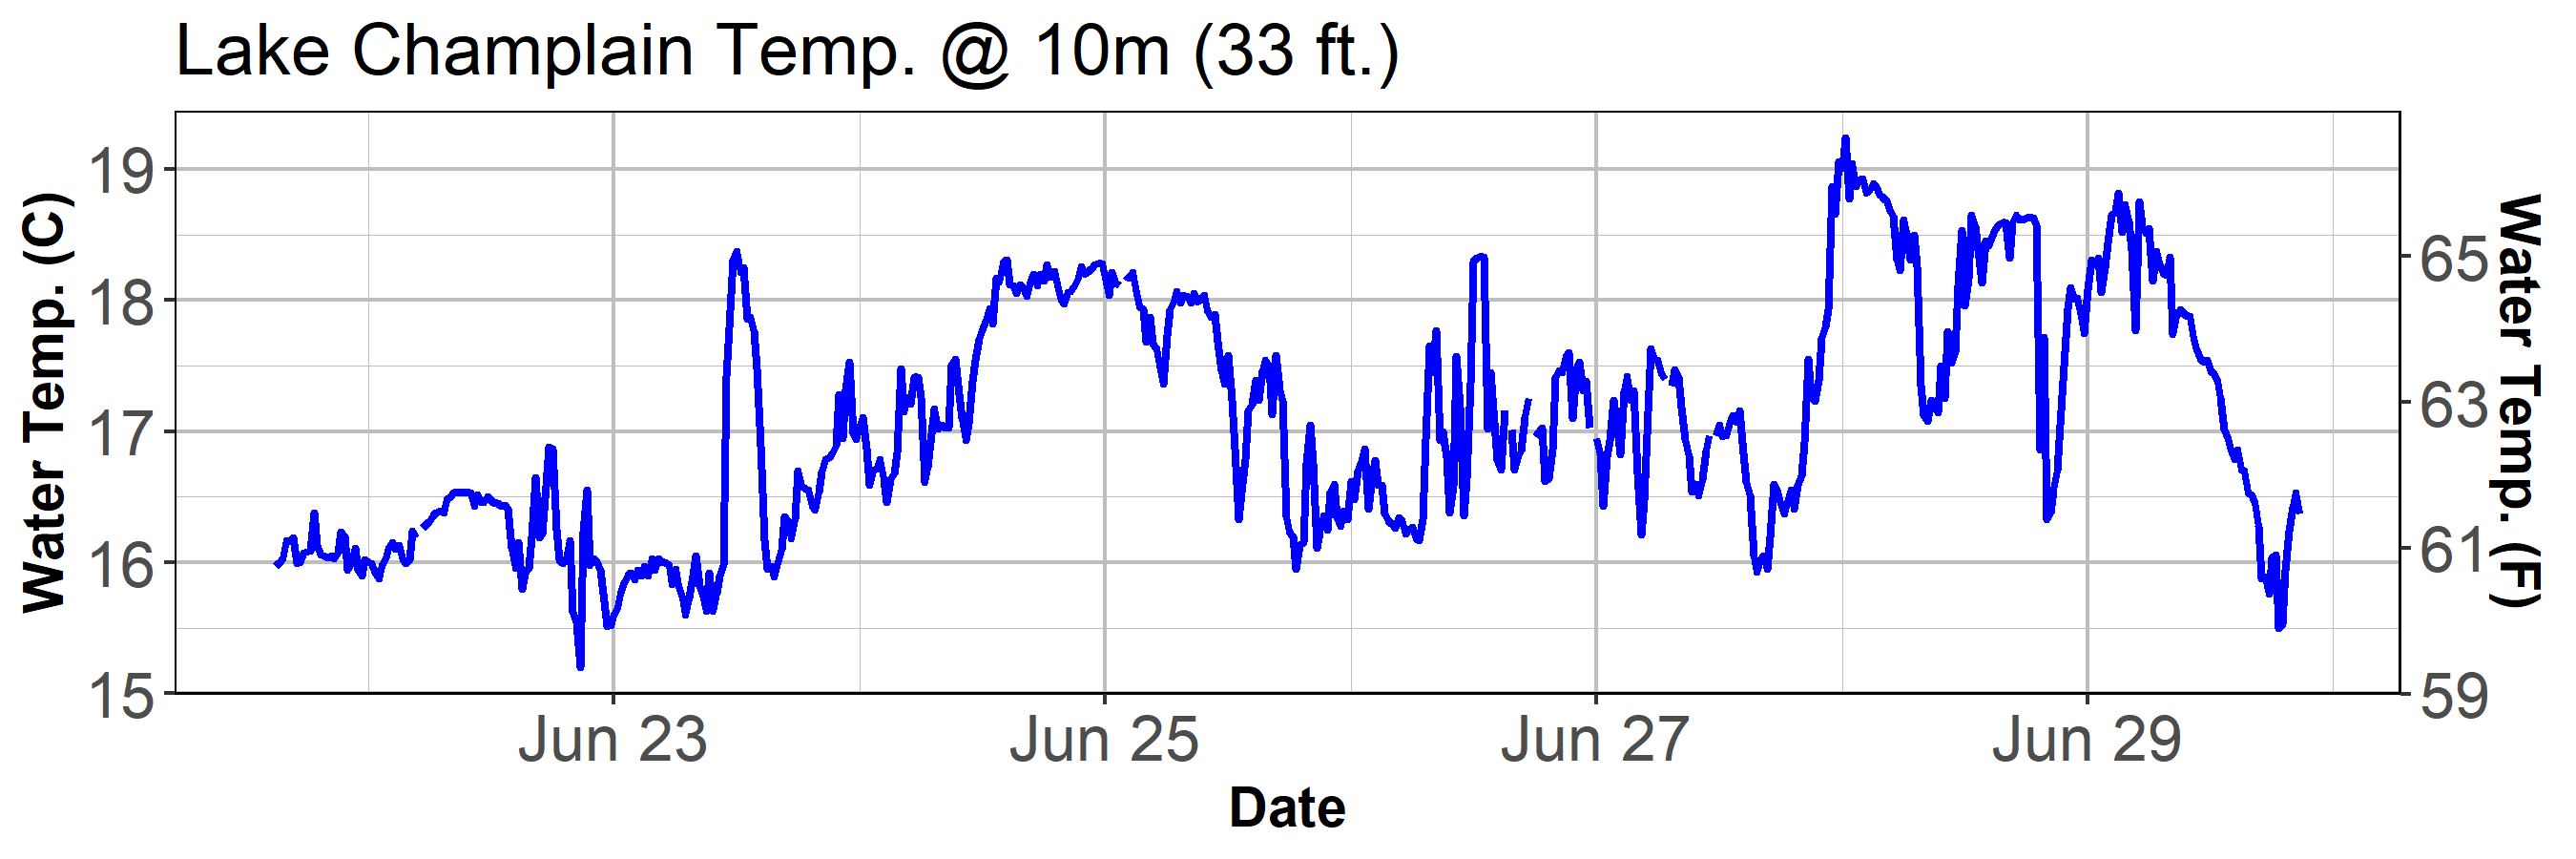 Lake Champlain Temp. @ 10m (33 ft.)
Water Temp. (C)
19
18
17
16
15
65
63
61
59
Water Temp. (F)
Jun 23 Jun 25 Jun 27 Jun 29
Date